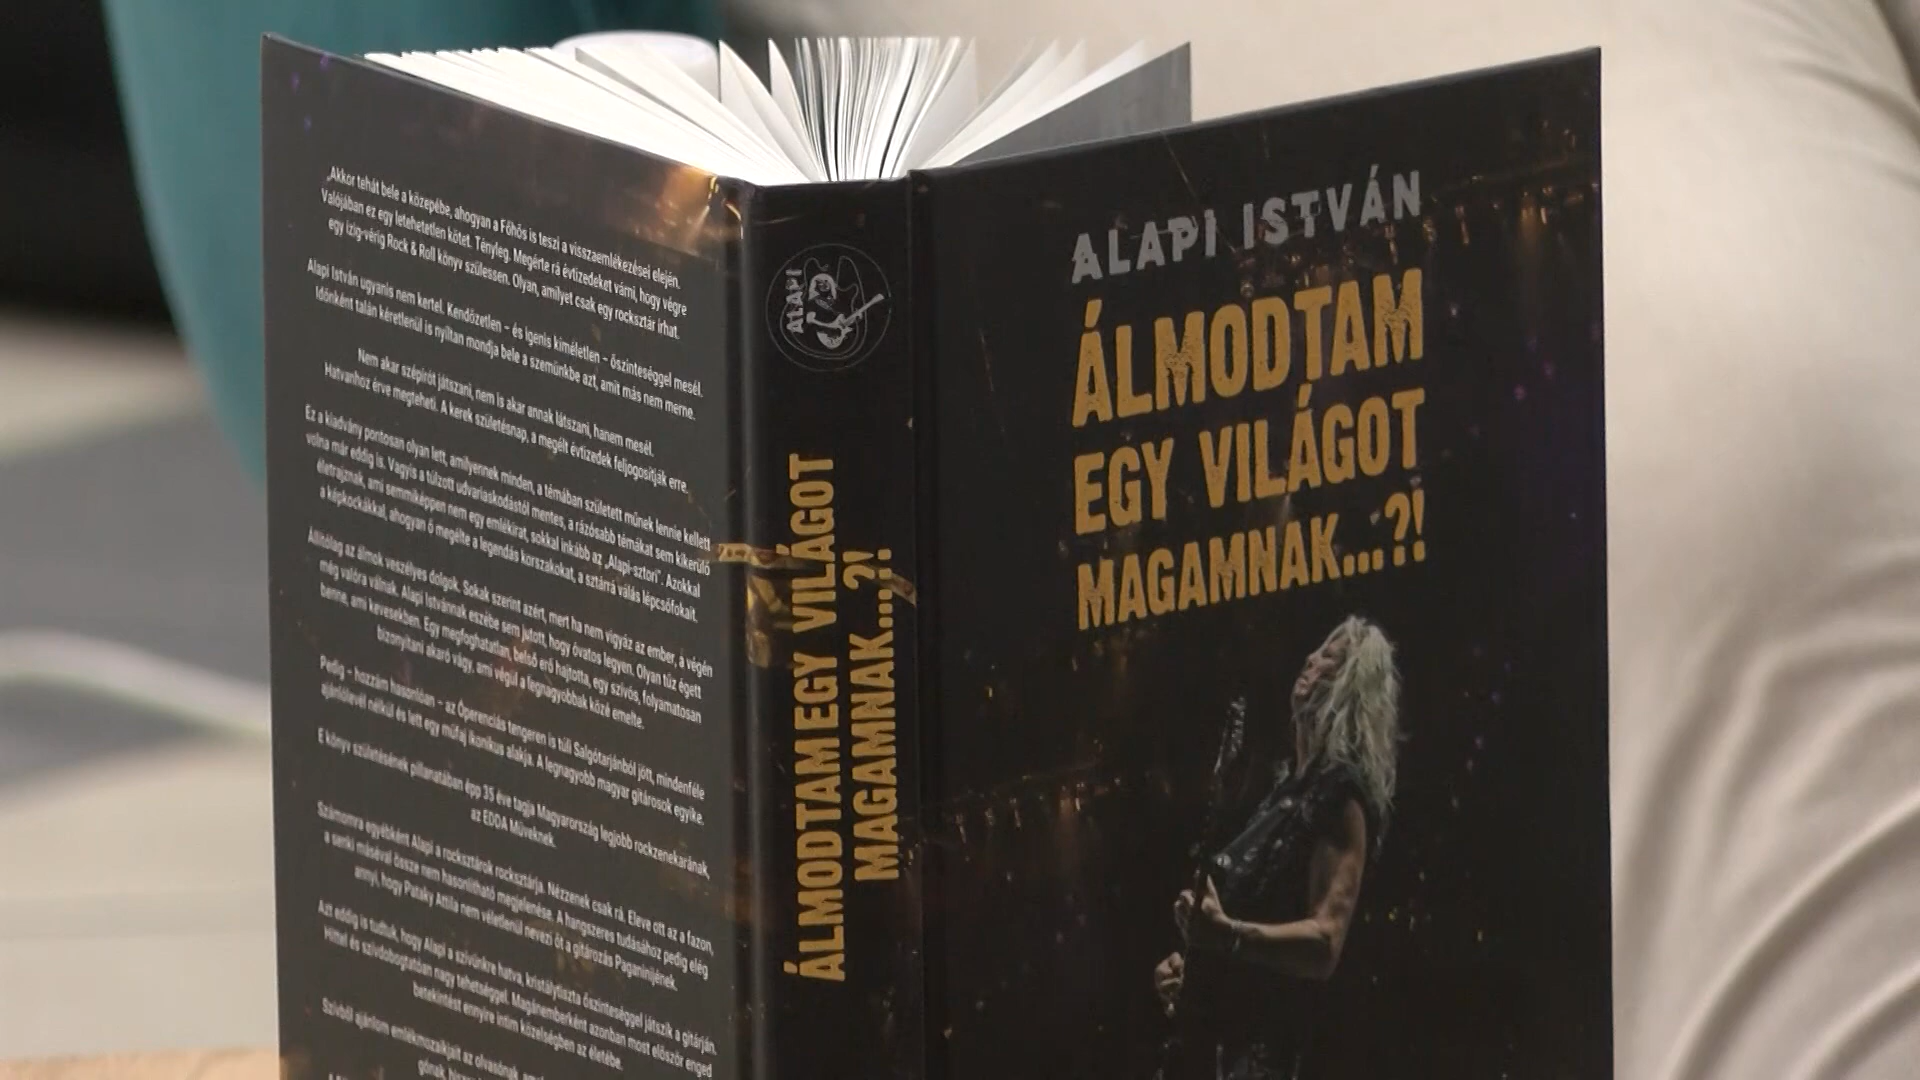 „Akkor tehát bele a közepébe, ahogyan a Főhős is teszi a visszaemlékezései elején.
Valójában ez egy letehetetlen kötet. Tényleg. Megérte rá évtizedeket várni, hogy végre
egy ízig-vérig Rock & Roll könyv szülessen. Olyan, amilyet csak egy rocksztár írhat.
Alapi István ugyanis nem kertel. Kendőzetlen – és igenis kíméletlen – őszinteséggel mesél.
Időnként talán kéretlenül is nyíltan mondja bele a szemünkbe azt, amit más nem merne.
Nem akar szépírót játszani, nem is akar annak látszani, hanem mesél.
Hatvanhoz érve megteheti. A kerek születésnap, a megélt évtizedek feljogosítják erre.
Ez a kiadvány pontosan olyan lett, amilyennek minden, a témában született műnek lennie kellett
volna már eddig is. Vagyis a túlzott udvariaskodástól mentes, a rázósabb témákat sem kikerülő
életrajznak, ami semmiképpen nem egy emlékirat, sokkal inkább az „Alapi-sztori". Azokkal
a képkockákkal, ahogyan ő megélte a legendás korszakokat, a sztárrá válás lépcsőfokait.
Állítólag az álmok veszélyes dolgok. Sokak szerint azért, mert ha nem vigyáz az ember, a végén
még valóra válnak. Alapi Istvánnak eszébe sem jutott, hogy óvatos legyen. Olyan tűz égett
benne, ami kevesekben. Egy megfoghatatlan, belső erő hajtotta, egy szívós, folyamatosan
bizonyítani akaró vágy, ami végül a legnagyobbak közé emelte.
Pedig – hozzám hasonlóan – az Óperenciás tengeren is túli Salgótarjánból jött, mindenféle
ajánlólevél nélkül és lett egy műfaj ikonikus alakja. A legnagyobb magyar gitárosok egyike.
E könyv születésének pillanatában épp 35 éve tagja Magyarország legjobb rockzenekarának,
az EDDA Műveknek.
Számomra egyébként Alapi a rocksztárok rocksztárja. Nézzenek csak rá. Eleve ott az a fazon,
a senki máséval össze nem hasonlítható megjelenése. A hangszeres tudásához pedig elég
annyi, hogy Pataky Attila nem véletlenül nevezi őt a gitározás Paganinijének.
Azt eddig is tudtuk, hogy Alapi a szívünkre hatva, kristálytiszta őszinteséggel játszik a gitárján.
Hittel és szívdobogtatóan nagy tehetséggel. Magánemberként azonban most először enged
betekintést ennyire intim közelségben az életébe.
Szívből ajánlom emlékmozaikjait az olvasónak,
ALAPI
ÁLMODTAM EGY VILÁGOT
MAGAMNAK...?!
ALAPI ISTVÁN
ÁLMODTAM
EGY VILÁGOT
MAGAMNAK...?!